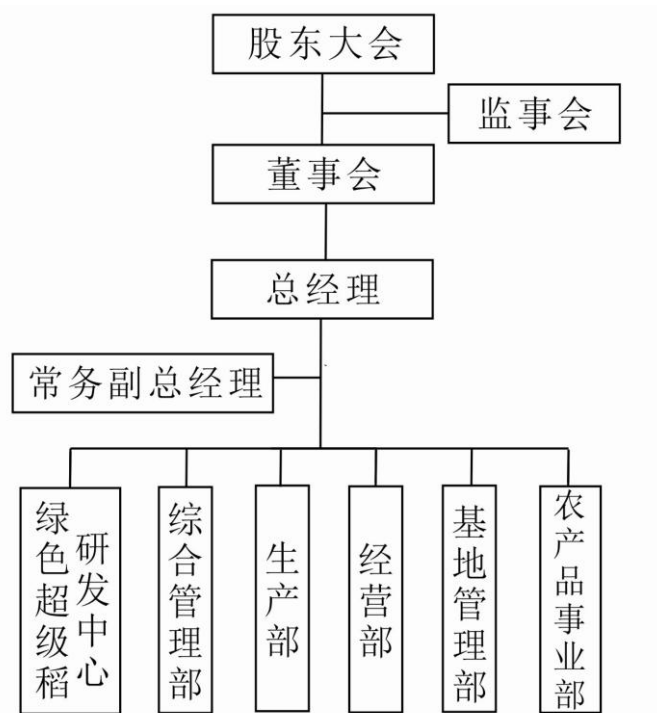 股东大会
监事会
董事会
总经理
常务副总经理
绿色超级稻
研发中心
综合管理部
生产部
经营部
基地管理部
农产品事业部